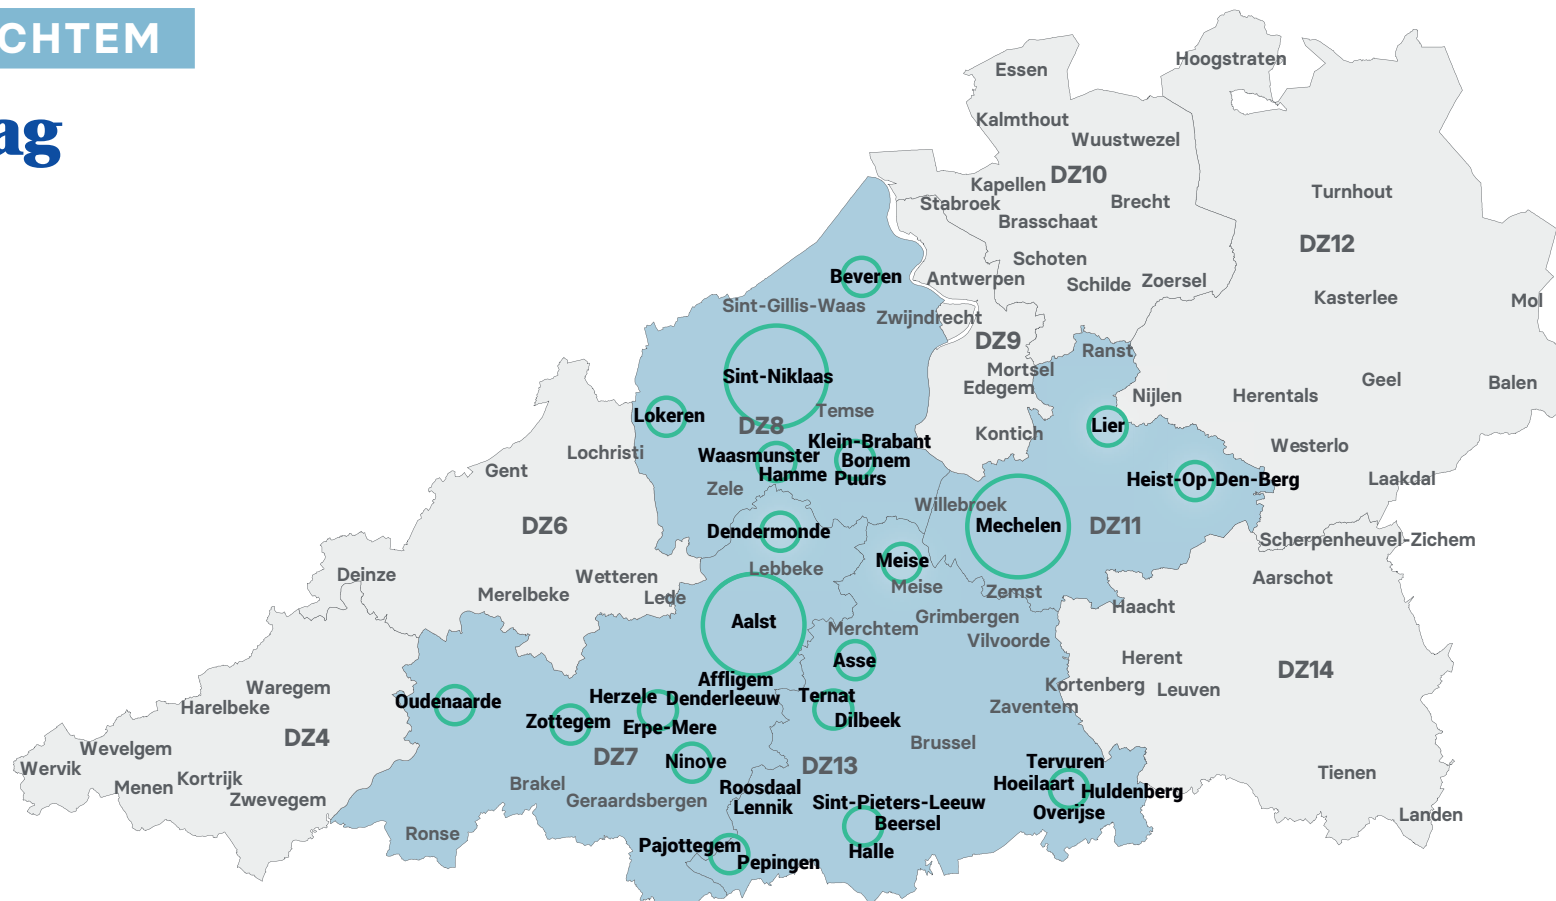 CHTEM
ag
Hoogstraten
Essen
Kalmthout
Wuustwezel
DZ10
Kapellen
Turnhout
Stabroek
Brecht
Brasschaat
DZ12
Schoten
Beveren
Antwerpen
Schilde
Zoersel
Kasterlee
Mol
Sint-Gillis-Waas
Zwijndrecht
DZ9
Ranst
Mortsel
Sint-Niklaas
Edegem
Geel
Balen
Nijlen
Herentals
Lokeren
Temse
DZ8
Lier
Kontich
Klein-Brabant
Bornem
Puurs
Westerlo
Lochristi
Waasmunster
Hamme
Gent
Zele
Heist-Op-Den-Berg
Laakdal
Willebroek
DZ6
Dendermonde
Mechelen
DZ11
Scherpenheuvel-Zichem
Meise
Lebbeke
Deinze
Wetteren
Meise
Zemst
Aarschot
Merelbeke
Lede
Haacht
Grimbergen
Aalst
Merchtem
Vilvoorde
Asse
Herent
DZ14
Affligem
Denderleeuw
Waregem
Kortenberg
Leuven
Harelbeke
Oudenaarde
Herzele
Erpe-Mere
Ternat
Dilbeek
Zaventem
Zottegem
DZ4
Wevelgem
Brussel
DZ7
Ninove
DZ13
Tervuren
Wervik
Kortrijk
Menen
Brakel
Hoeilaart
Huldenberg
Tienen
Roosdaal
Lennik
Zwevegem
Geraardsbergen
Sint-Pieters-Leeuw
Beersel
Overijse
Landen
Ronse
Pajottegem
Halle
Pepingen